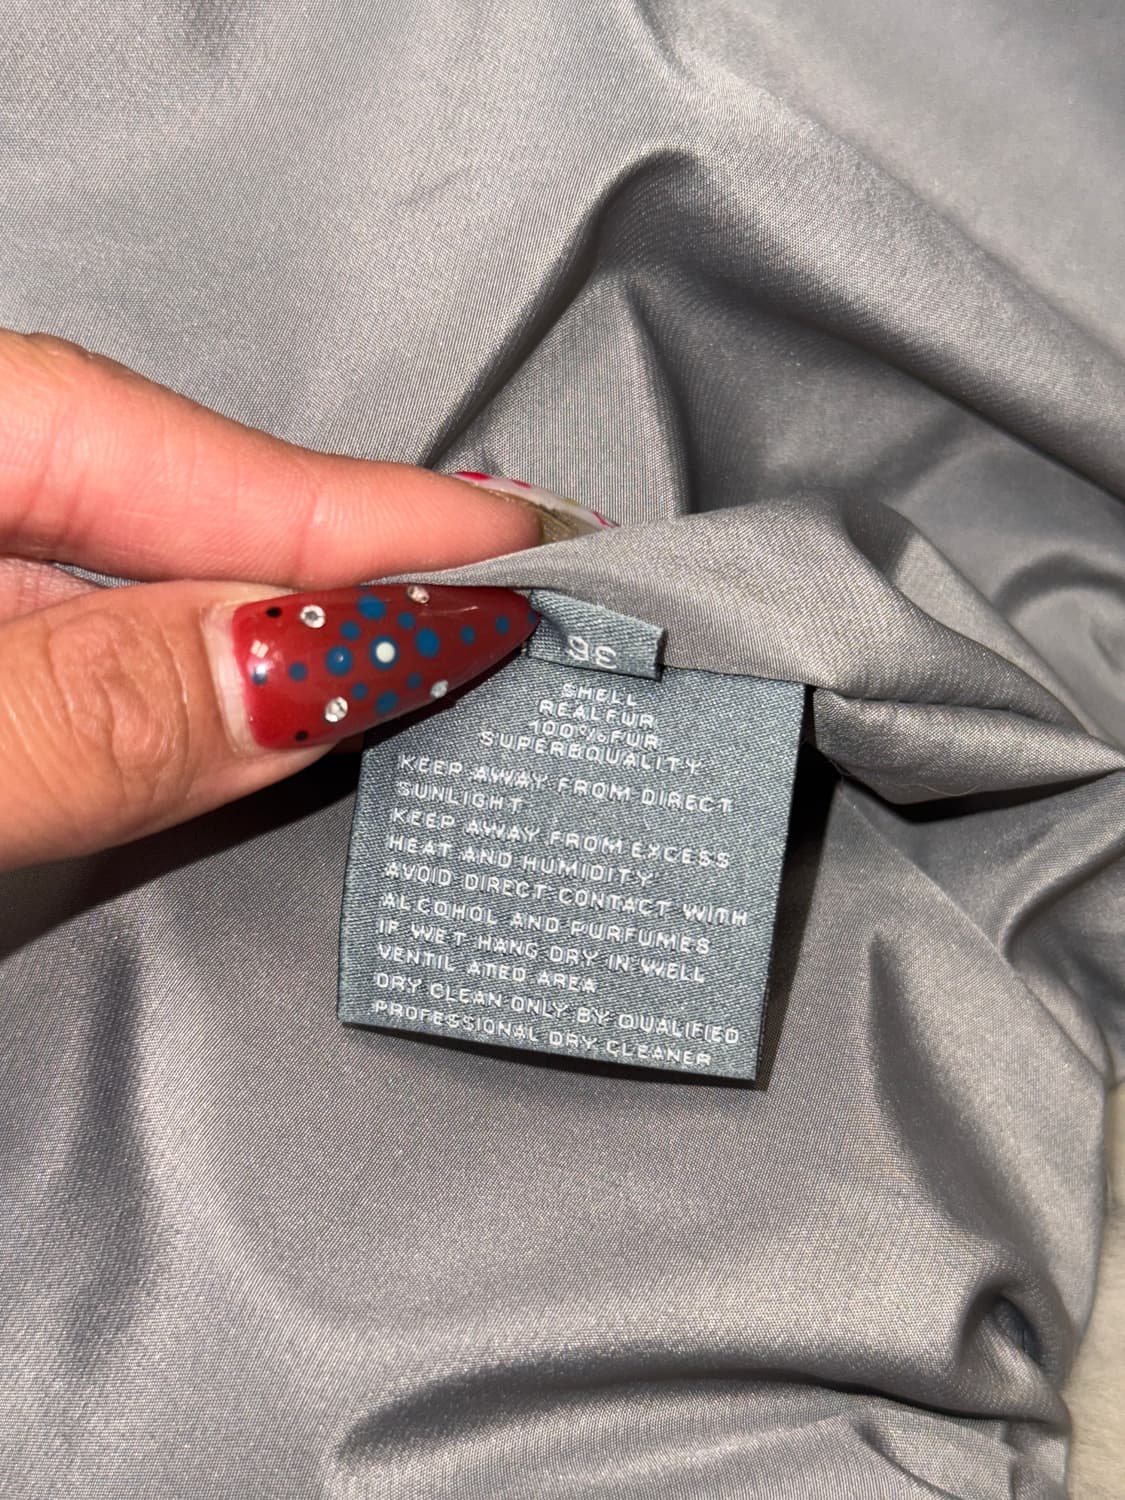 36
SHELL
REALFUR
100%FUR
SUPERBQUALITY
KEEP AWAY FROM DIRECT
SUNLIGHT
KEEP AWAY FROM EXCESS
HEAT AND HUMIDITY
AVOID DIRECT CONTACT WITH
ALCOHOL AND PURFUMES
IF WET HANG DRY IN WELL
VENTIL ATED AREA
DRY CLEAN ONLY BY QUALIFIED
PROFESSIONAL DRY CLEANER